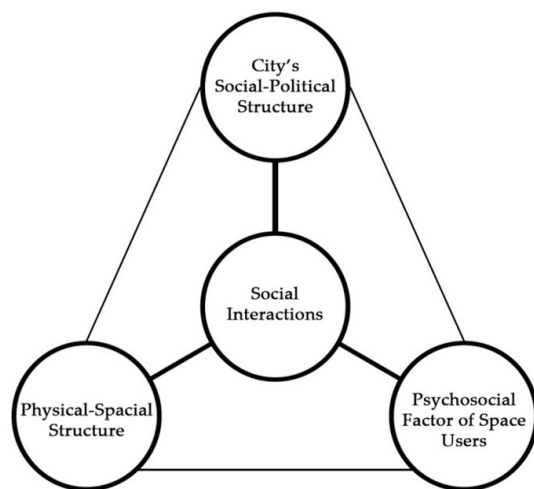 City's
Social-Political
Structure
Social
Interactions
Physical-Spacial
Structure
Psychosocial
Factor of Space
Users